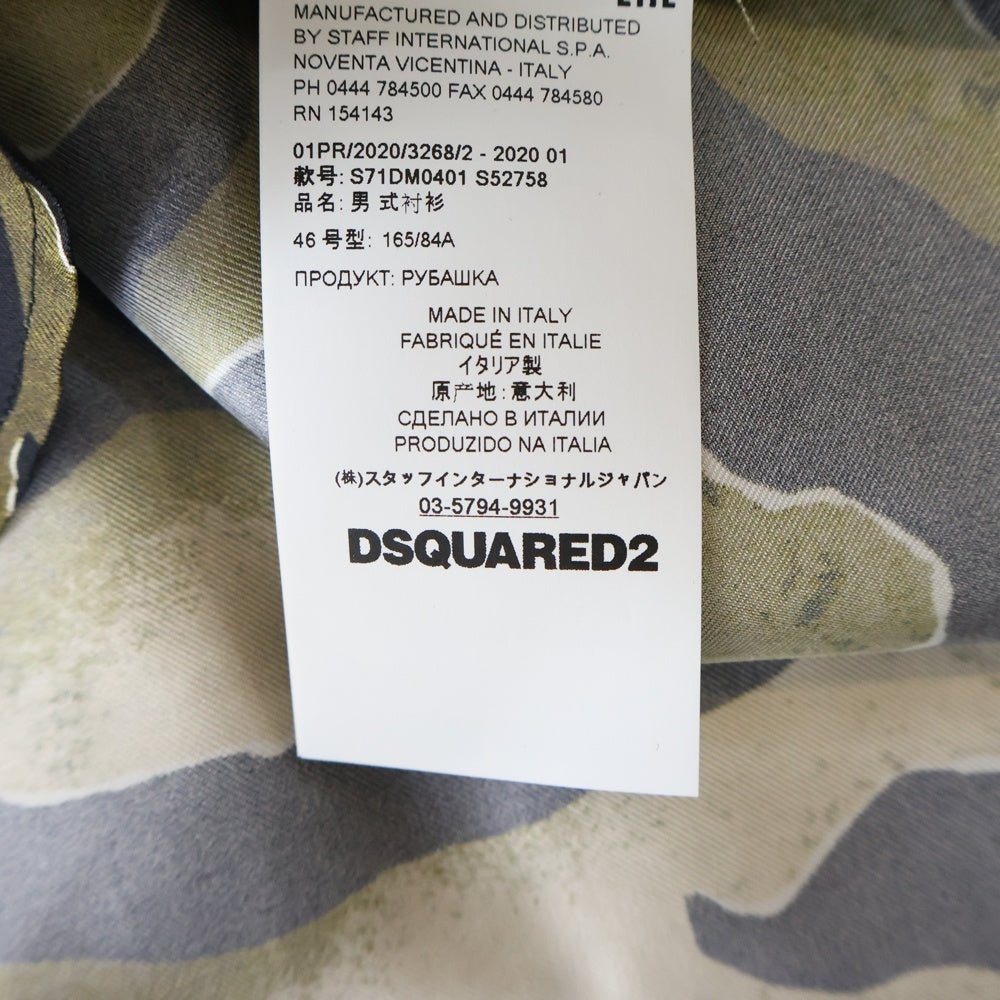 MANUFACTURED AND DISTRIBUTED
BY STAFF INTERNATIONAL S.P.A.
NOVENTA VICENTINA - ITALY
PH 0444 784500 FAX 0444 784580
RN 154143
01PR/2020/3268/2 - 2020 01
款号: S71DM0401 S52758
品名: 男 式衬衫
46 号型: 165/84A
ПРОДУКТ: РУБАШКА
MADE IN ITALY
FABRIQUÉ EN ITALIE
イタリア製
原产地:意大利
СДЕЛАНО В ИТАЛИИ
PRODUZIDO NA ITALIA
(株)スタッフインターナショナルジャパン
03-5794-9931
DSQUARED2